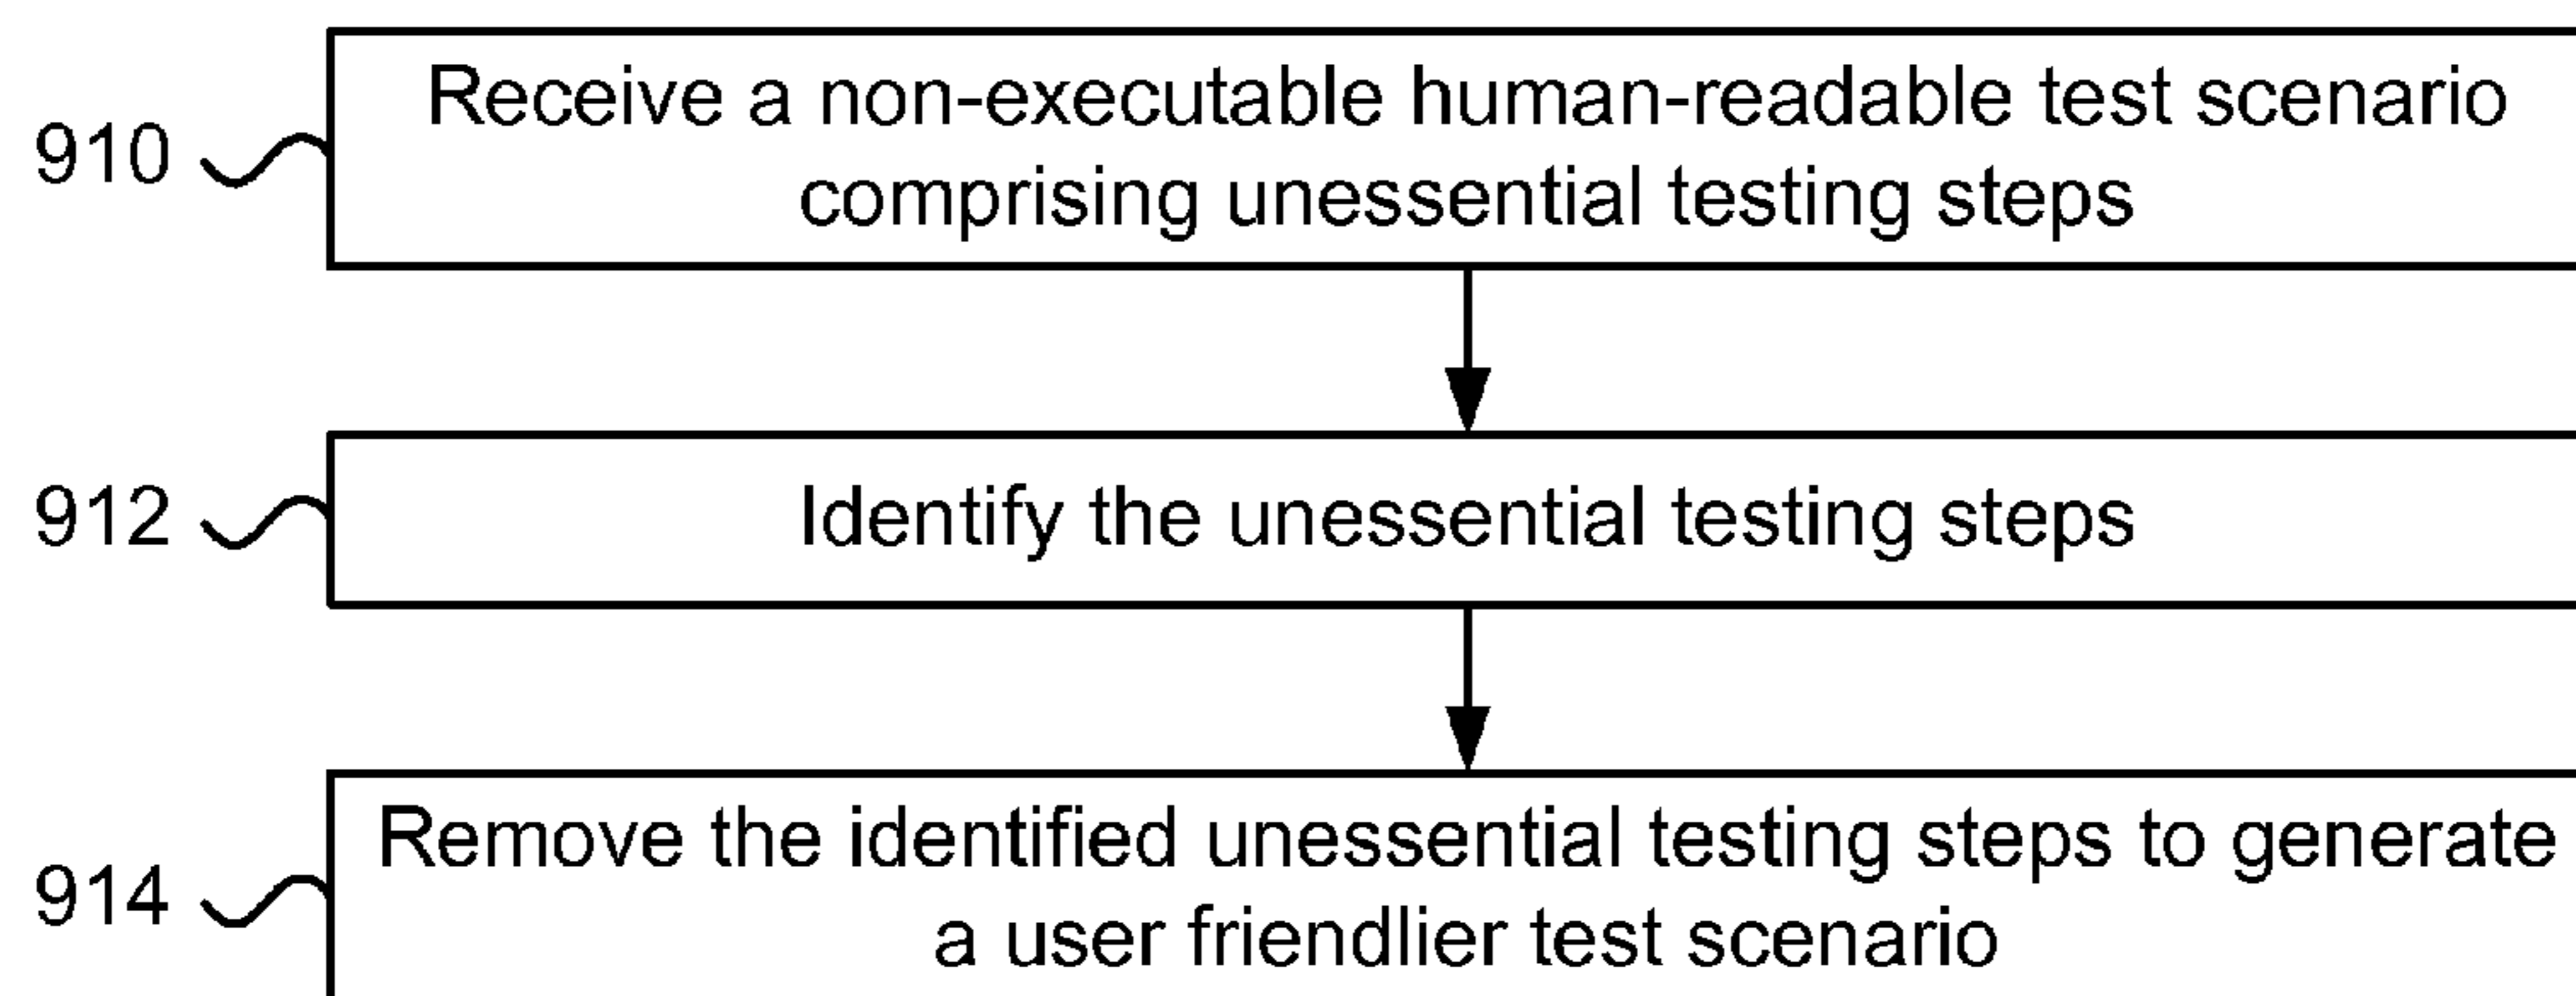 910
Receive a non-executable human-readable test scenario
comprising unessential testing steps
912
Identify the unessential testing steps
914
Remove the identified unessential testing steps to generate
a user friendlier test scenario